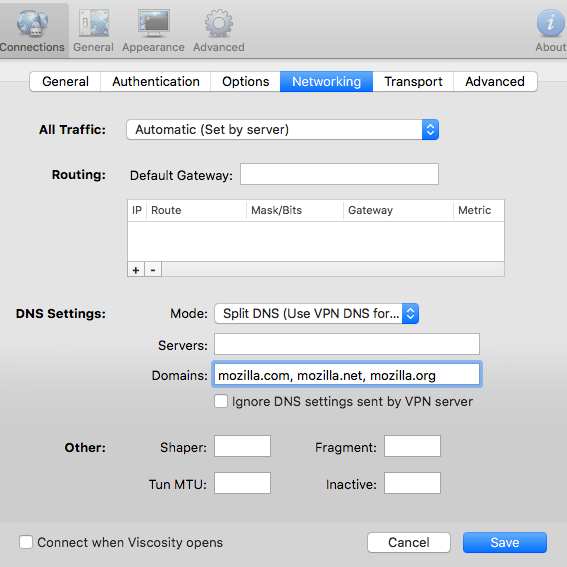 Connections General Appearance Advanced About
General Authentication Options Networking Transport Advanced
All Traffic: Automatic (Set by server)
Routing: Default Gateway:
IP Route Mask/Bits Gateway Metric
+ -
DNS Settings: Mode: Split DNS (Use VPN DNS for...
Servers:
Domains: mozilla.com, mozilla.net, mozilla.org
Ignore DNS settings sent by VPN server
Other: Shaper: Fragment:
Tun MTU: Inactive:
Connect when Viscosity opens Cancel Save